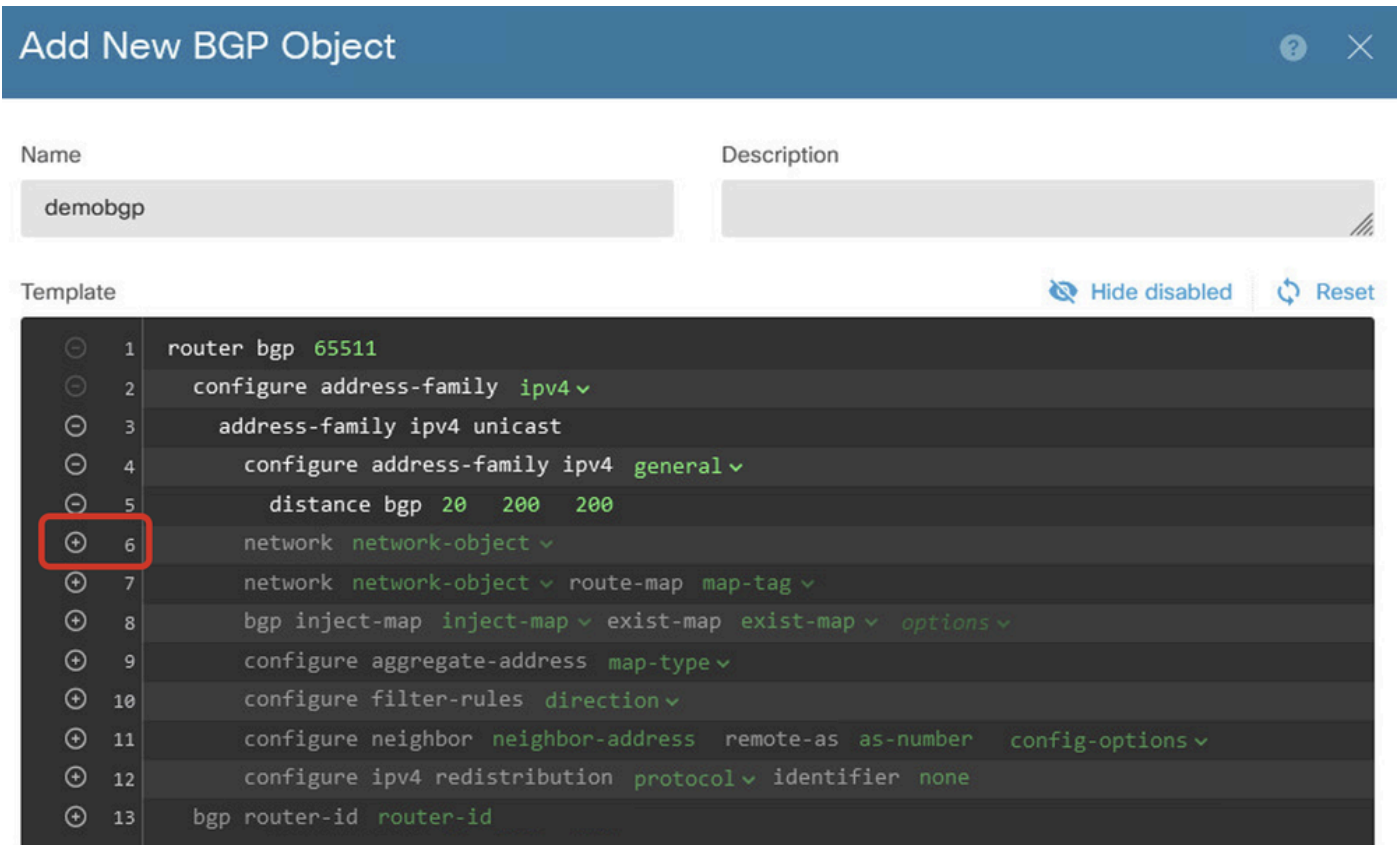 Add New BGP Object
Name
Description
demobgp
Template
Hide disabled
Reset
1 router bgp 65511
2 configure address-family ipv4
3 address-family ipv4 unicast
4 configure address-family ipv4 general
5 distance bgp 20 200 200
6 network network-object
7 network network-object route-map map-tag
8 bgp inject-map inject-map exist-map exist-map options
9 configure aggregate-address map-type
10 configure filter-rules direction
11 configure neighbor neighbor-address remote-as as-number config-options
12 configure ipv4 redistribution protocol identifier none
13 bgp router-id router-id